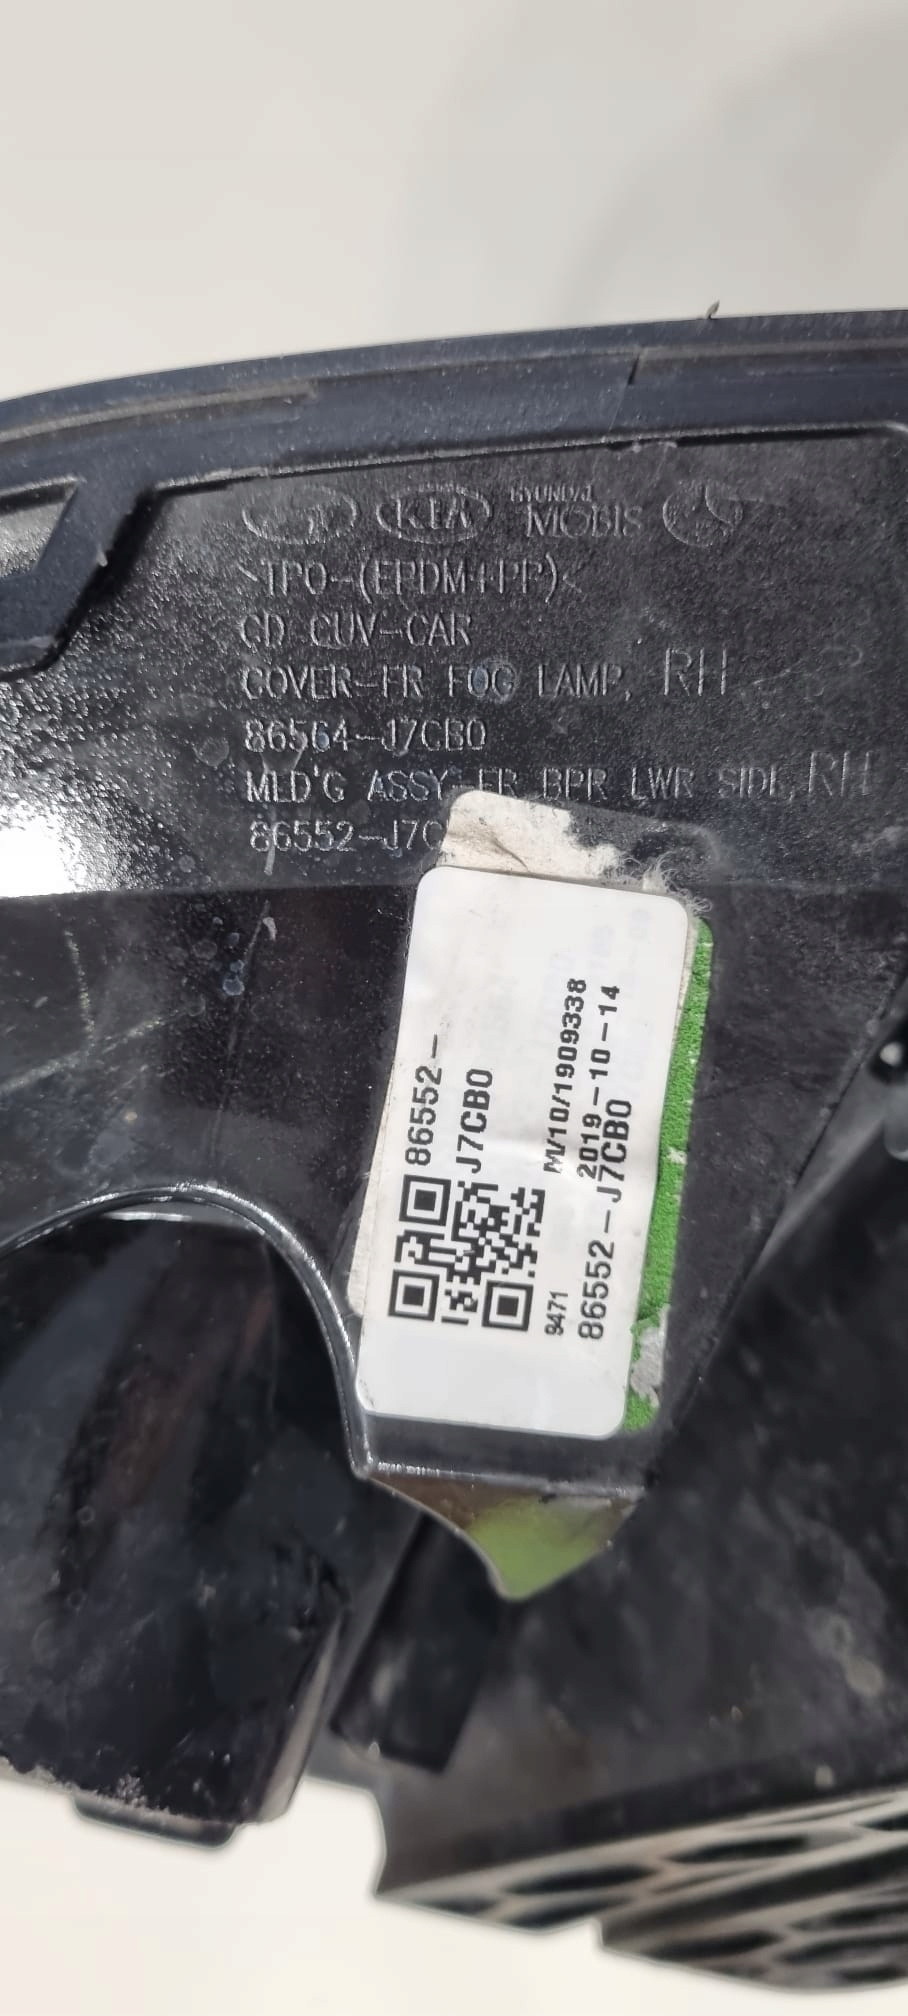 KIA
HYUNDAI
MOBIS
>TPO-(EPDM+PP)<
CD CUV-CAR
COVER-FR FOG LAMP, RH
86564-J7CB0
MLD'G ASSY-FR BPR LWR SIDE, RH
86552-J7C
86552-
J7CB0
M/10/1909338
2019-10-14
9471
86552-J7CB0